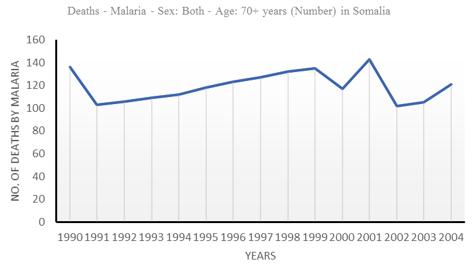 Deaths - Malaria - Sex: Both - Age: 70+ years (Number) in Somalia
NO. OF DEATHS BY MALARIA
160
140
120
100
80
60
40
20
0
1990 1991 1992 1993 1994 1995 1996 1997 1998 1999 2000 2001 2002 2003 2004
YEARS